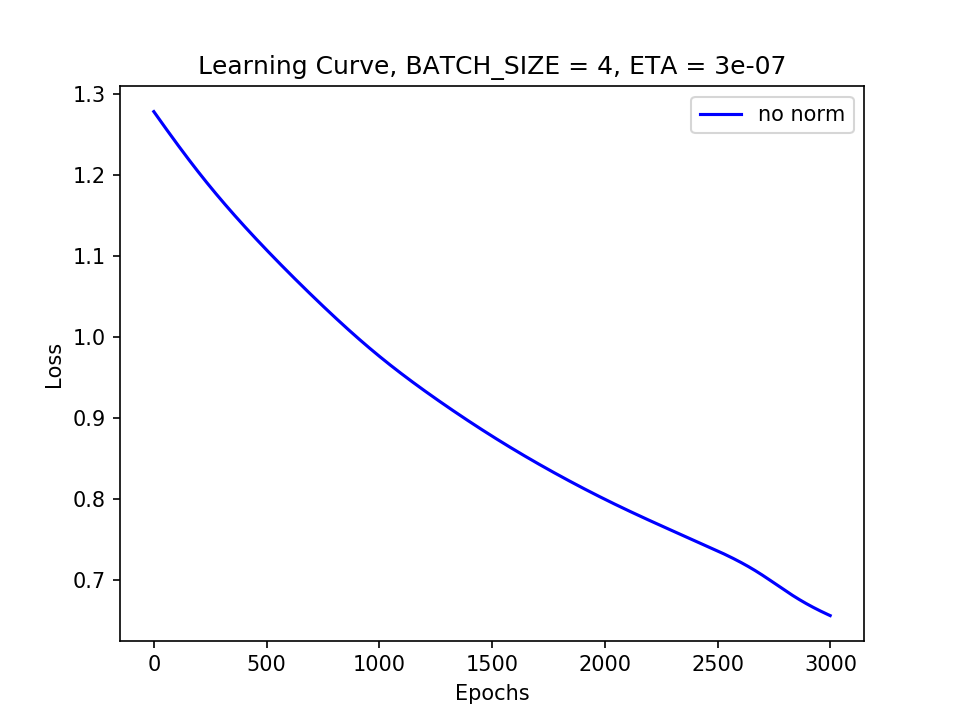 Learning Curve, BATCH_SIZE = 4, ETA = 3e-07
no norm
1.3
1.2
1.1
1.0
0.9
0.8
0.7
Loss
0 500 1000 1500 2000 2500 3000
Epochs